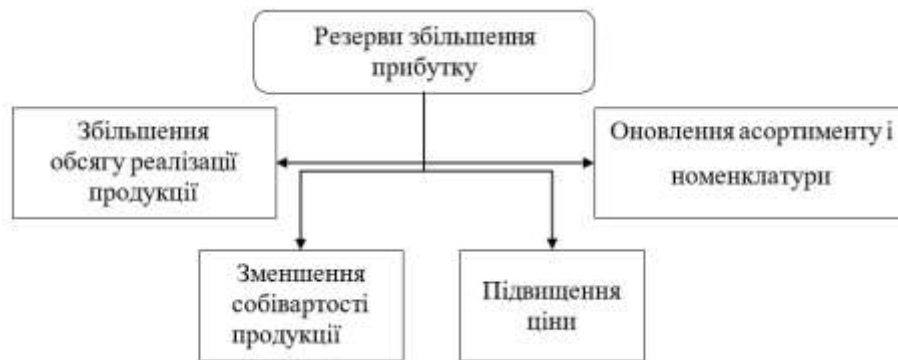 Резерви збільшення
прибутку
Збільшення
обсягу реалізації
продукції
Оновлення асортименту і
номенклатури
Зменшення
собівартості
продукції
Підвищення
ціни